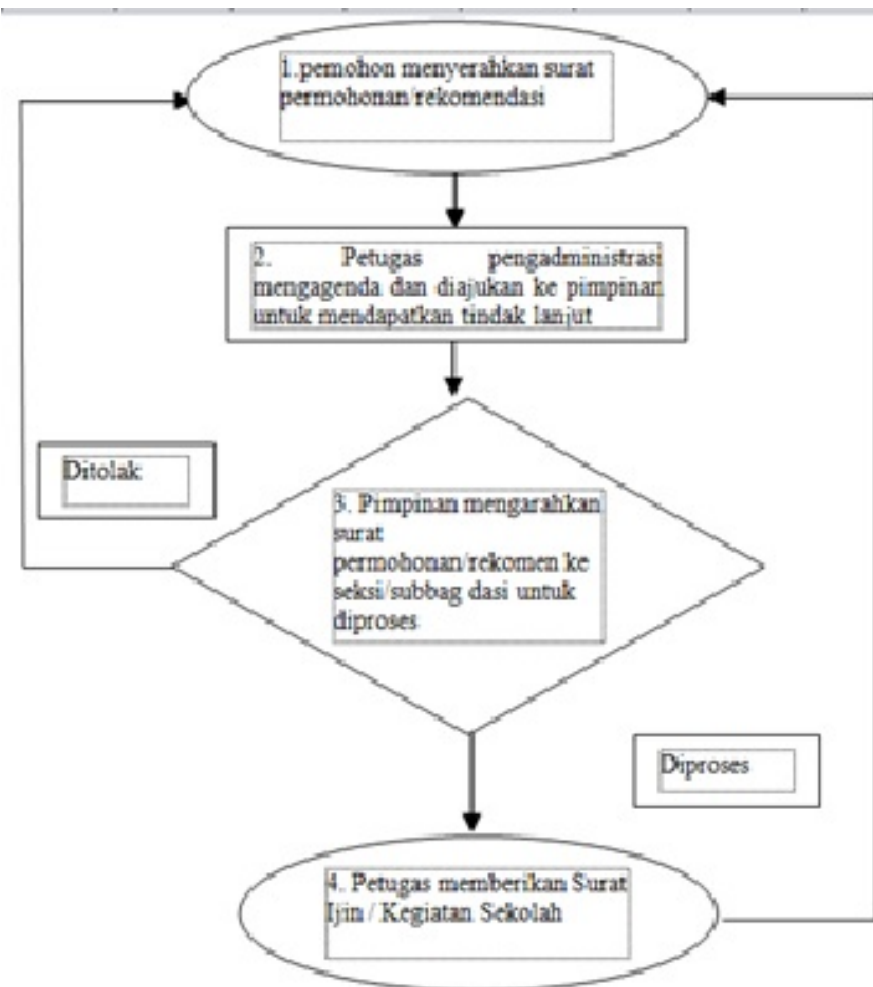 1.pemohon menyerahkan surat
permohonan/rekomendasi
2. Petugas pengadministrasi
mengagenda dan diajukan ke pimpinan
untuk mendapatkan tindak lanjut
Ditolak
3. Pimpinan mengarahkan
surat
permohonan/rekomen ke
seksi/subbag dasi untuk
diproses
Diproses
4. Petugas memberikan Surat
Ijin / Kegiatan Sekolah